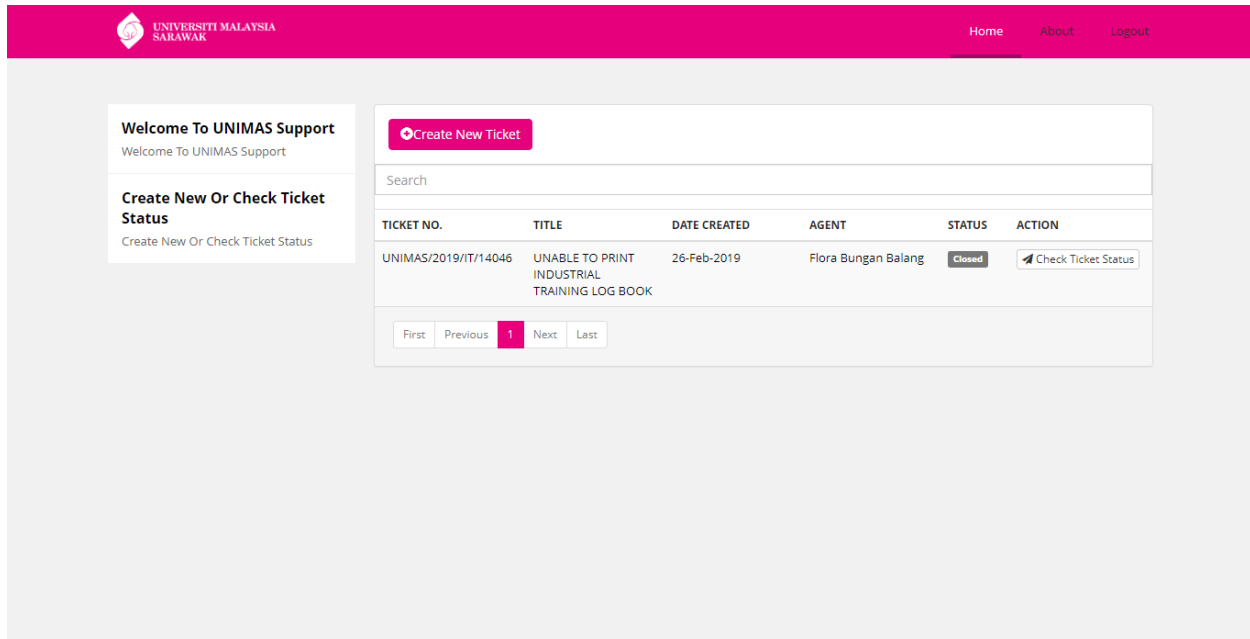 UNIVERSITI MALAYSIA
SARAWAK
Home About Logout
Welcome To UNIMAS Support
Welcome To UNIMAS Support
Create New Or Check Ticket
Status
Create New Or Check Ticket Status
Create New Ticket
Search
TICKET NO. TITLE DATE CREATED AGENT STATUS ACTION
UNIMAS/2019/IT/14046 UNABLE TO PRINT 26-Feb-2019 Flora Bungan Balang Closed Check Ticket Status
INDUSTRIAL
TRAINING LOG BOOK
First Previous 1 Next Last